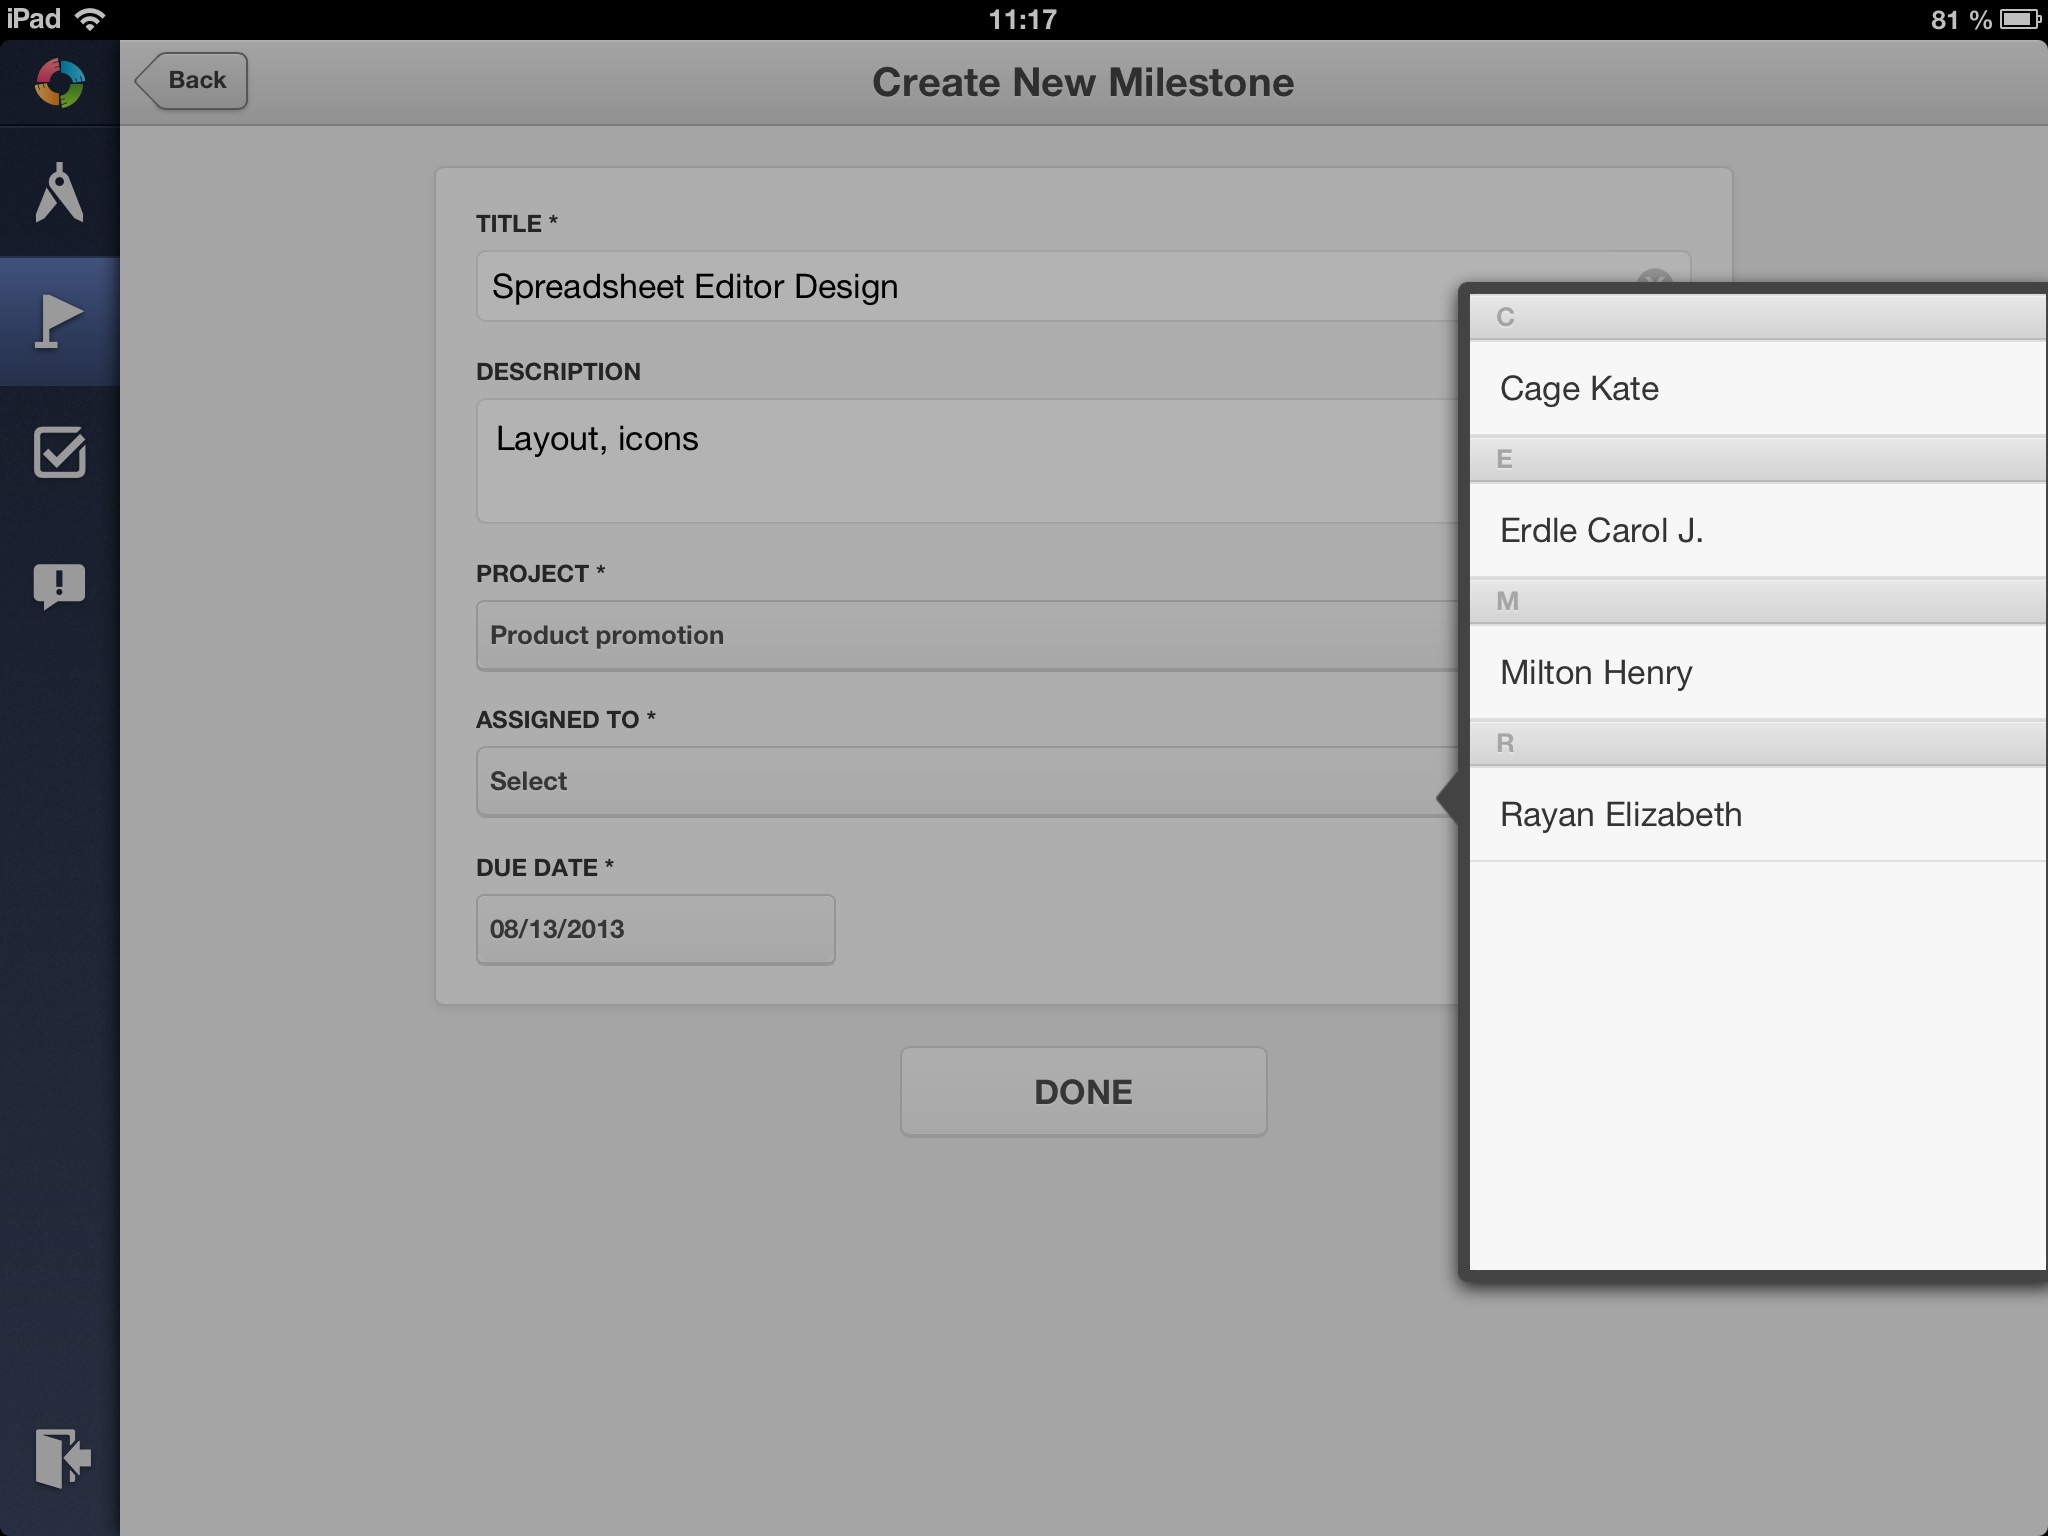 iPad
11:17
81 %
Back
Create New Milestone
TITLE *
Spreadsheet Editor Design
DESCRIPTION
Layout, icons
PROJECT *
Product promotion
ASSIGNED TO *
Select
DUE DATE *
08/13/2013
DONE
C
Cage Kate
E
Erdle Carol J.
M
Milton Henry
R
Rayan Elizabeth